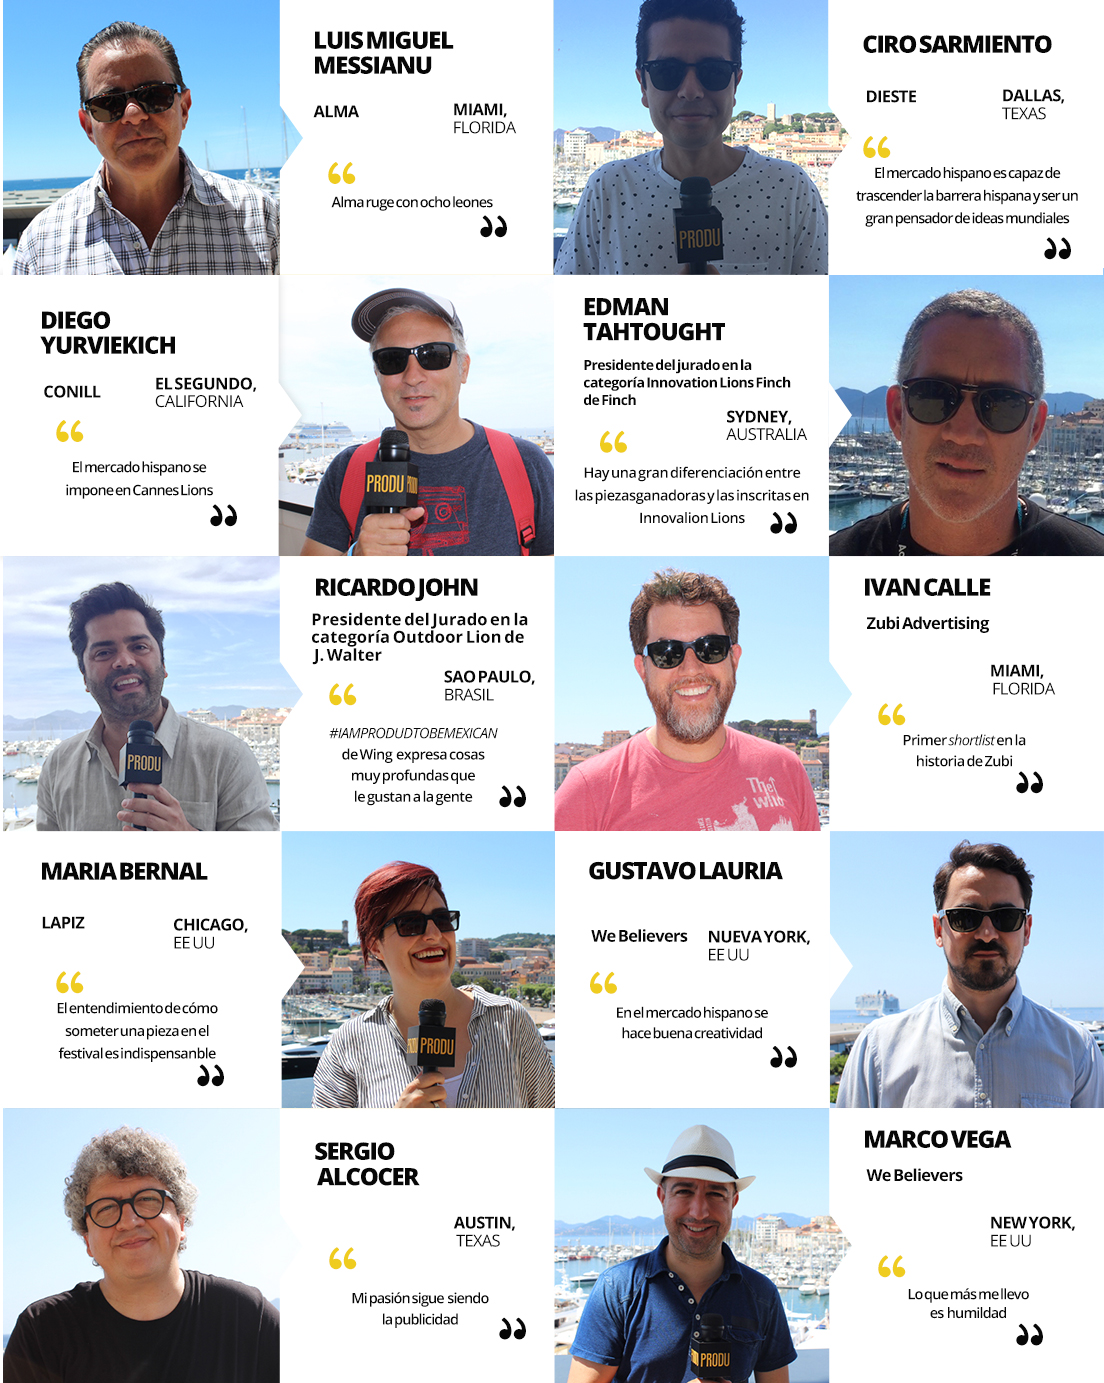 LUIS MIGUEL
MESSIANU
ALMA
MIAMI,
FLORIDA
“
Alma ruge con ocho leones
”
CIRO SARMIENTO
DIESTE
DALLAS,
TEXAS
“
El mercado hispano es capaz de
trascender la barrera hispana y ser un
gran pensador de ideas mundiales
”
PRODU
DIEGO
YURVIEKICH
CONILL
EL SEGUNDO,
CALIFORNIA
“
El mercado hispano se
impone en Cannes Lions
”
PRODU
EDMAN
TAHTOUGHT
Presidente del jurado en la
categoría Innovation Lions Finch
de Finch
SYDNEY,
AUSTRALIA
“
Hay una gran diferenciación entre
las piezasganadoras y las inscritas en
Innovalion Lions
”
RICARDO JOHN
Presidente del Jurado en la
categoría Outdoor Lion de
J. Walter
SAO PAULO,
BRASIL
“
#IAMPRODUDTOBEMEXICAN
de Wing expresa cosas
muy profundas que
le gustan a la gente
”
PRODU
IVAN CALLE
Zubi Advertising
MIAMI,
FLORIDA
“
Primer shortlist en la
historia de Zubi
”
The
wild
MARIA BERNAL
LAPIZ
CHICAGO,
EE UU
“
El entendimiento de cómo
someter una pieza en el
festival es indispensanble
”
PRODU
GUSTAVO LAURIA
We Believers
NUEVA YORK,
EE UU
“
En el mercado hispano se
hace buena creatividad
”
SERGIO
ALCOCER
AUSTIN,
TEXAS
“
Mi pasión sigue siendo
la publicidad
”
MARCO VEGA
We Believers
NEW YORK,
EE UU
“
Lo que más me llevo
es humildad
”
PRODU